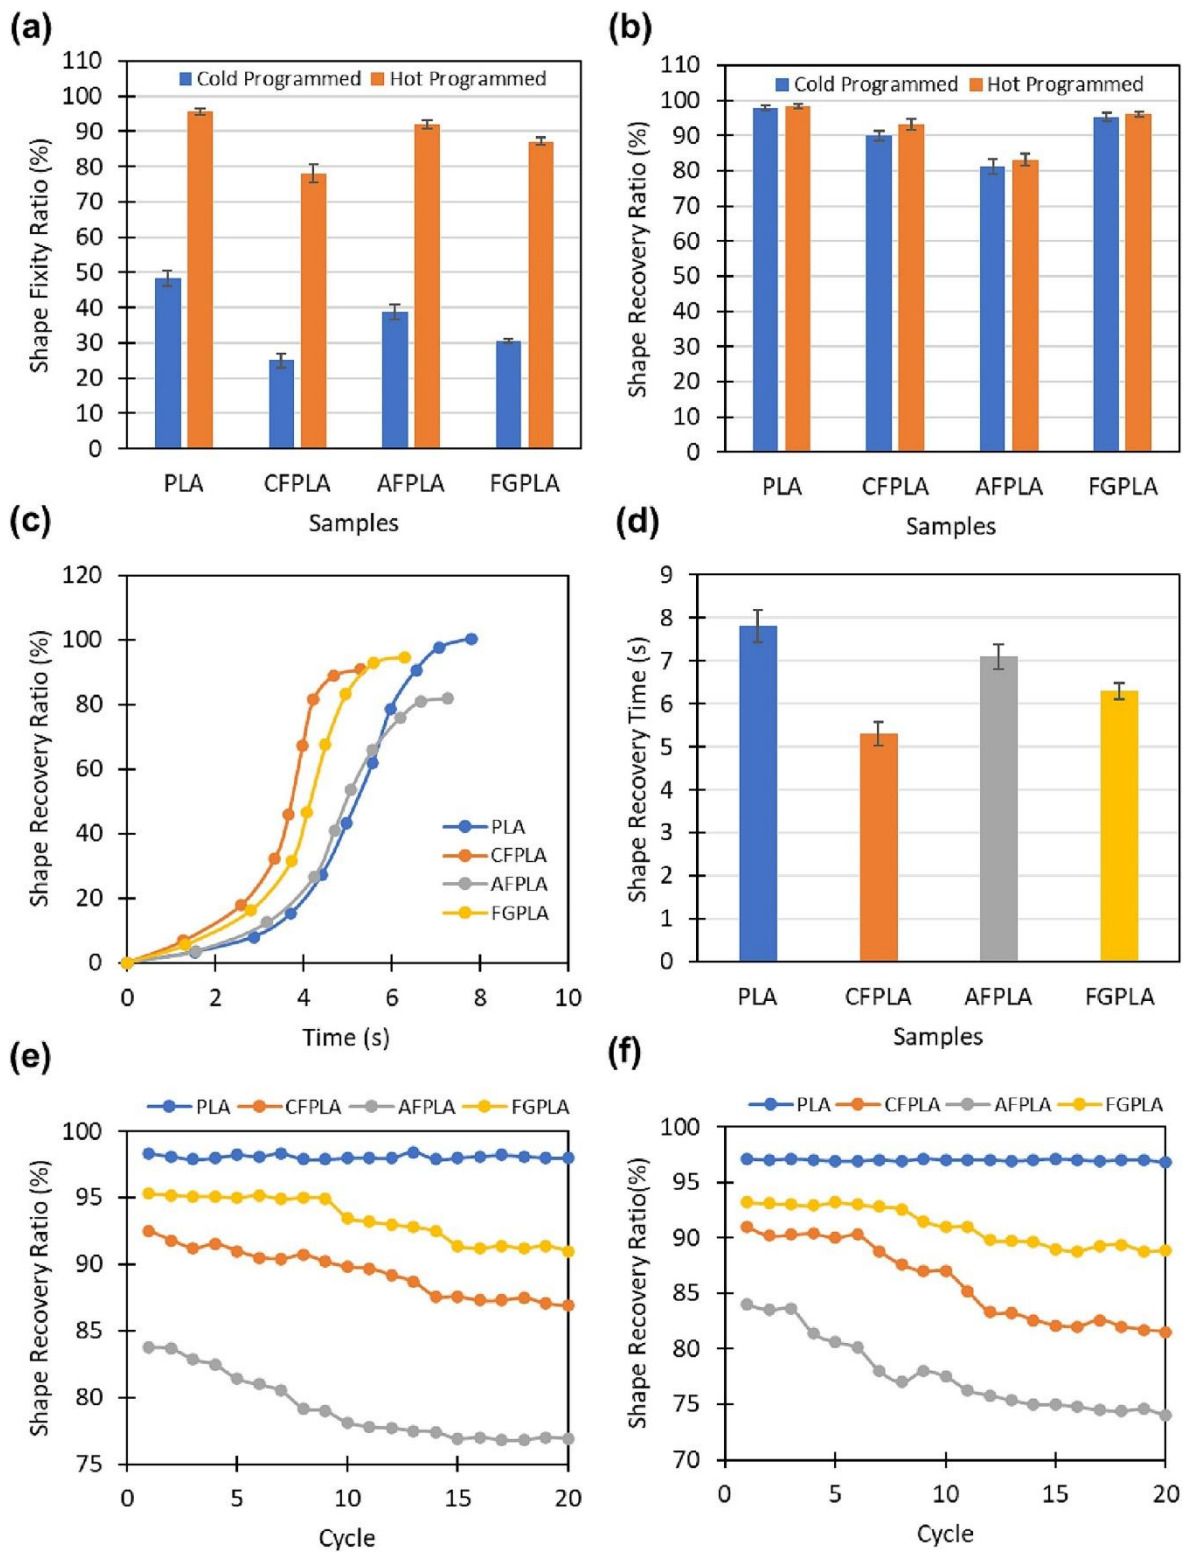 (a)
Shape Fixity Ratio (%)
110
100
90
80
70
60
50
40
30
20
10
0
Cold Programmed Hot Programmed
PLA CFPLA AFPLA FGPLA
Samples
(b)
Shape Recovery Ratio (%)
110
100
90
80
70
60
50
40
30
20
10
0
Cold Programmed Hot Programmed
PLA CFPLA AFPLA FGPLA
Samples
(c)
Shape Recovery Ratio (%)
120
100
80
60
40
20
0
PLA
CFPLA
AFPLA
FGPLA
0 2 4 6 8 10
Time (s)
(d)
Shape Recovery Time (s)
9
8
7
6
5
4
3
2
1
0
PLA CFPLA AFPLA FGPLA
Samples
(e)
PLA CFPLA AFPLA FGPLA
Shape Recovery Ratio (%)
100
95
90
85
80
75
0 5 10 15 20
Cycle
(f)
PLA CFPLA AFPLA FGPLA
Shape Recovery Ratio(%)
100
95
90
85
80
75
70
0 5 10 15 20
Cycle